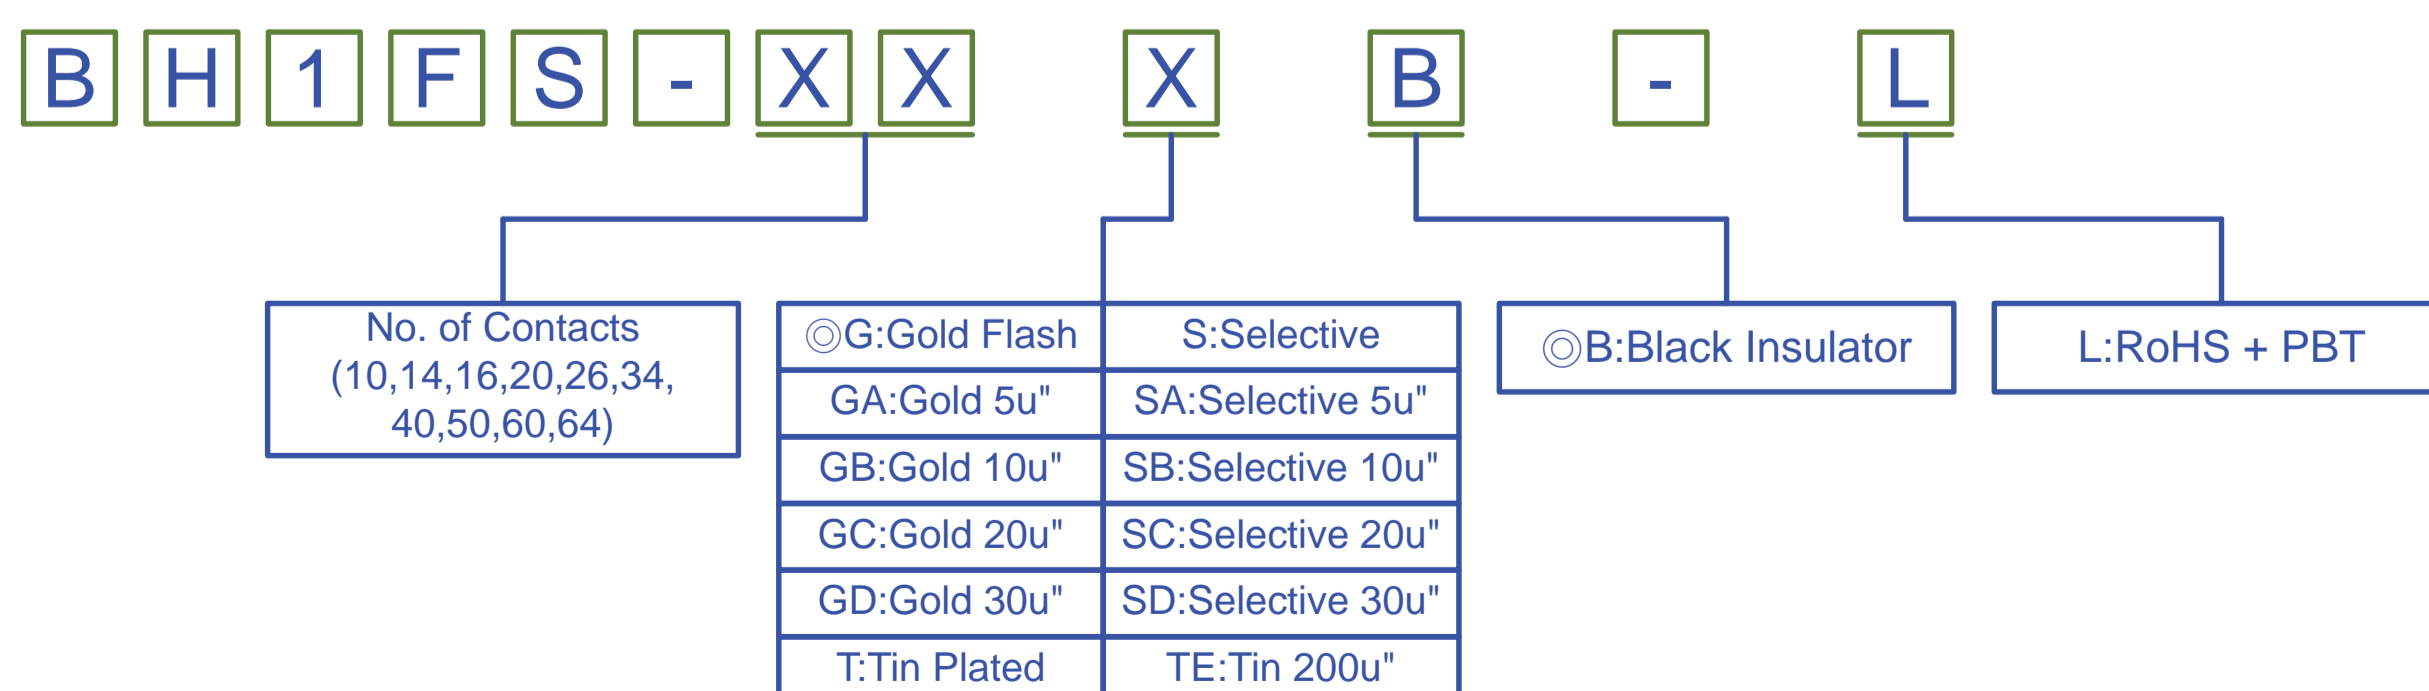 BH1FS-XX X B - L
No. of Contacts
(10,14,16,20,26,34,
40,50,60,64)
◎G:Gold Flash
S:Selective
GA:Gold 5u"
SA:Selective 5u"
GB:Gold 10u"
SB:Selective 10u"
GC:Gold 20u"
SC:Selective 20u"
GD:Gold 30u"
SD:Selective 30u"
T:Tin Plated
TE:Tin 200u"
◎B:Black Insulator
L:RoHS + PBT